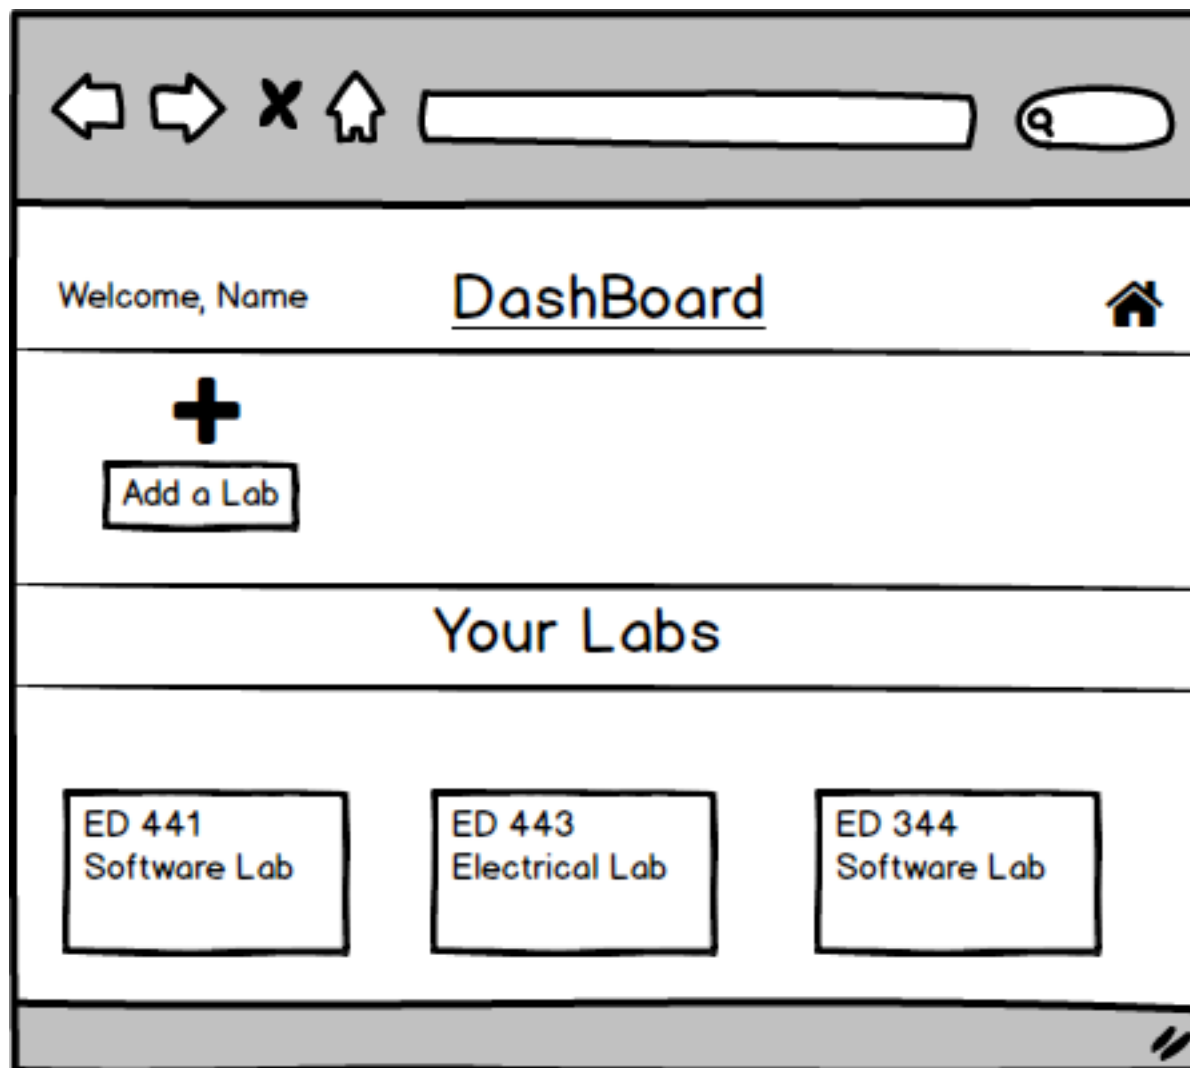 Welcome, Name
DashBoard
Add a Lab
Your Labs
ED 441
Software Lab
ED 443
Electrical Lab
ED 344
Software Lab